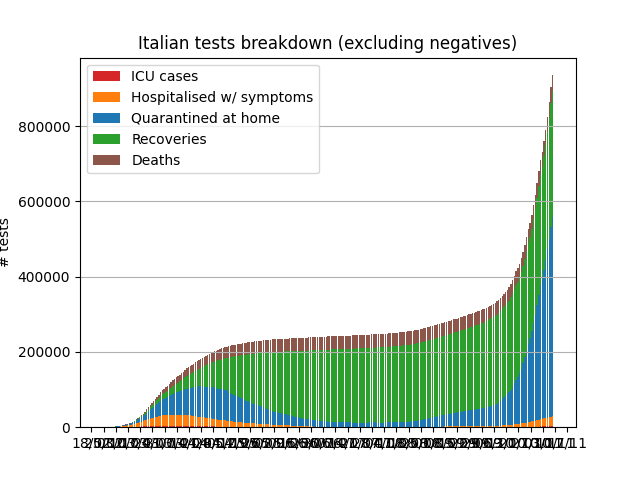 Italian tests breakdown (excluding negatives)
ICU cases
Hospitalised w/ symptoms
Quarantined at home
Recoveries
Deaths
# tests
800000
600000
400000
200000
0